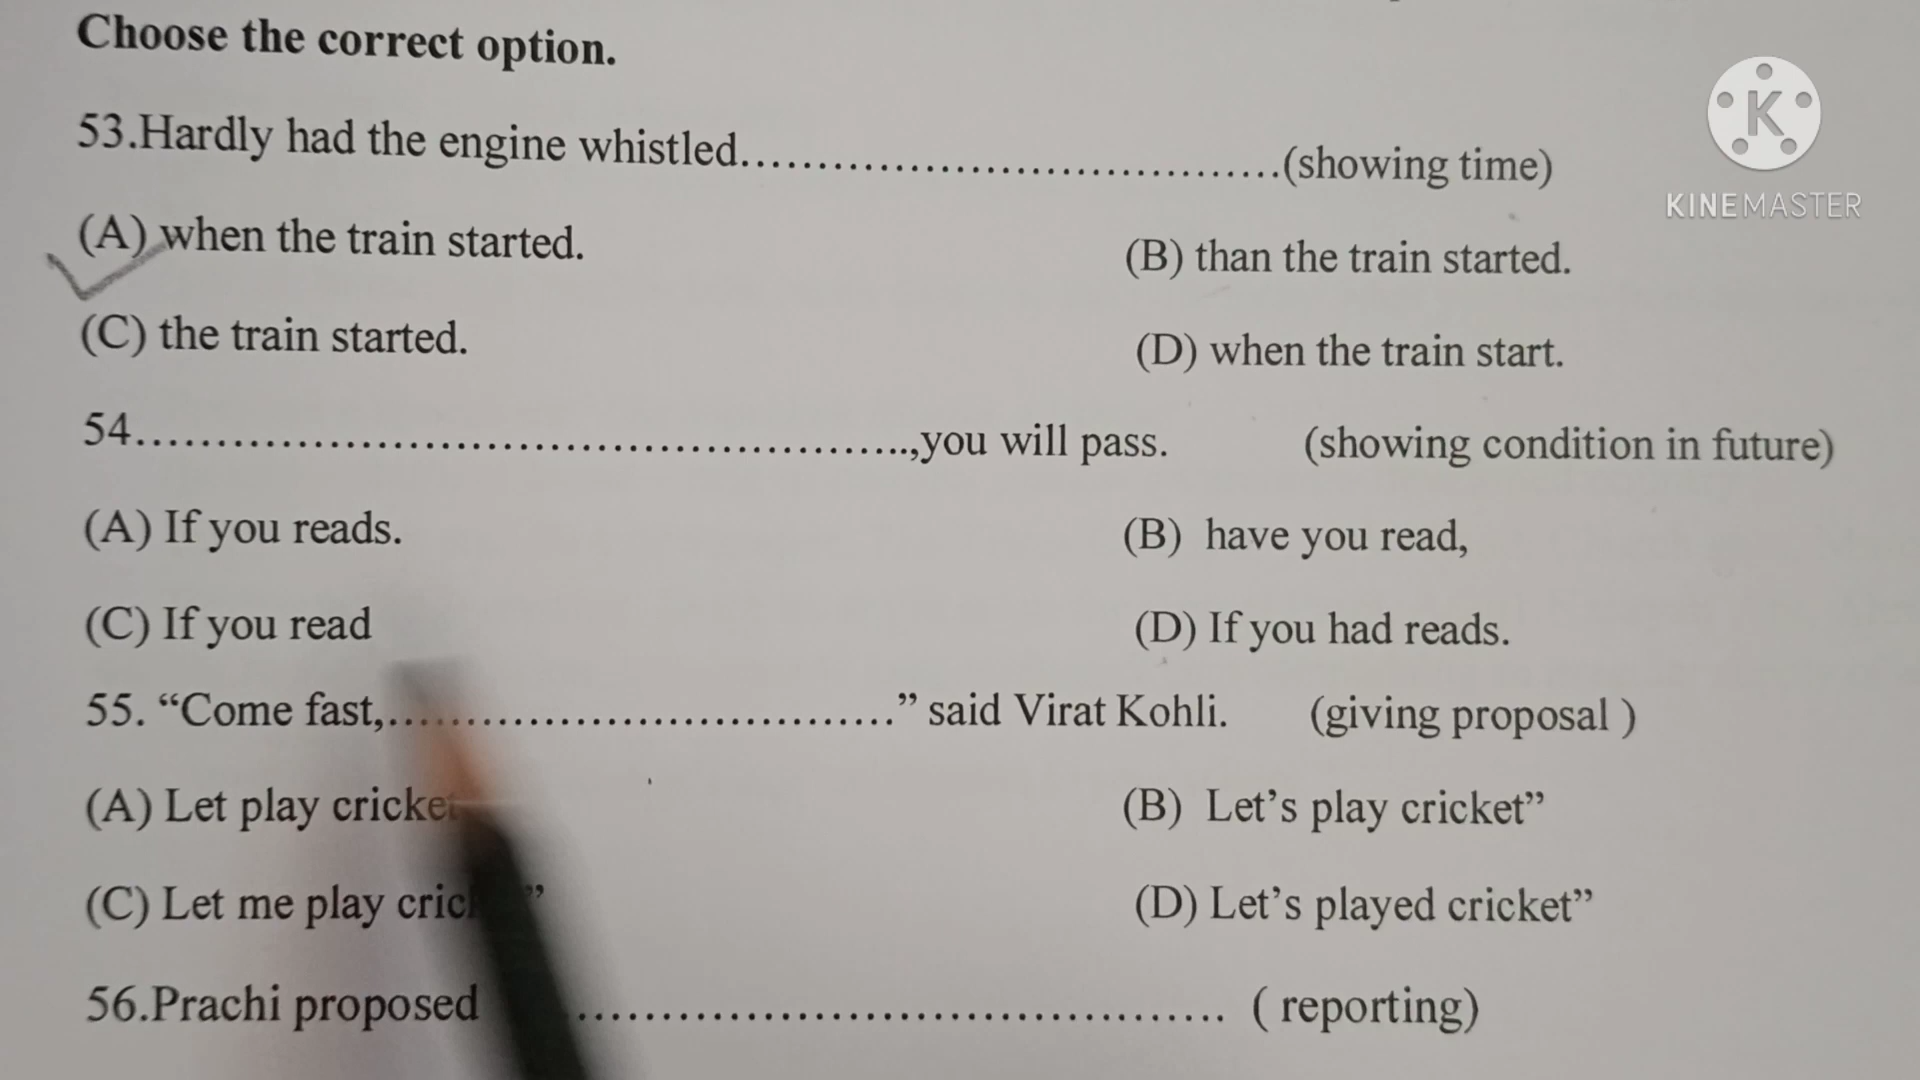 Choose the correct option.
53.Hardly had the engine whistled.......................................(showing time)
(A) when the train started. (B) than the train started.
(C) the train started. (D) when the train start.
54........................................................,you will pass. (showing condition in future)
(A) If you reads. (B) have you read,
(C) If you read (D) If you had reads.
55. “Come fast,.....................................” said Virat Kohli. (giving proposal )
(A) Let play cricket (B) Let’s play cricket”
(C) Let me play ” (D) Let’s played cricket”
56.Prachi proposed ...................................... ( reporting)
K
KINEMASTER